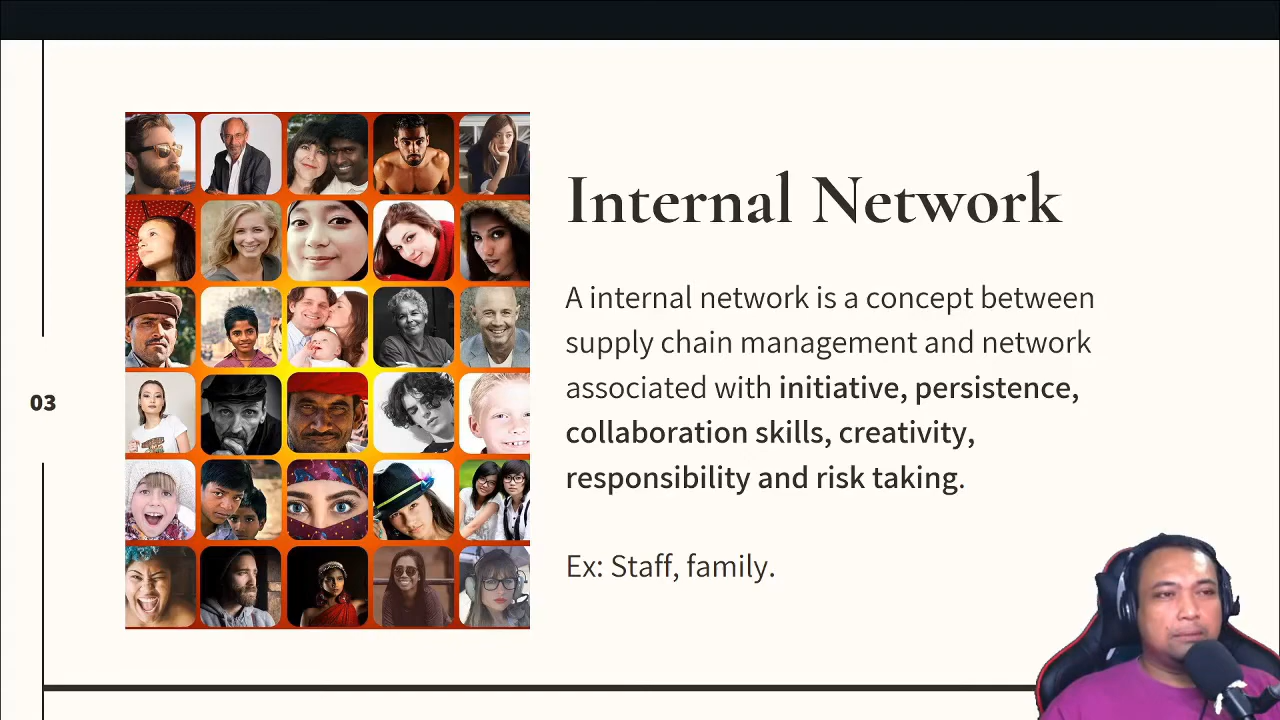 Internal Network
A internal network is a concept between
supply chain management and network
associated with initiative, persistence,
collaboration skills, creativity,
responsibility and risk taking.
03
Ex: Staff, family.